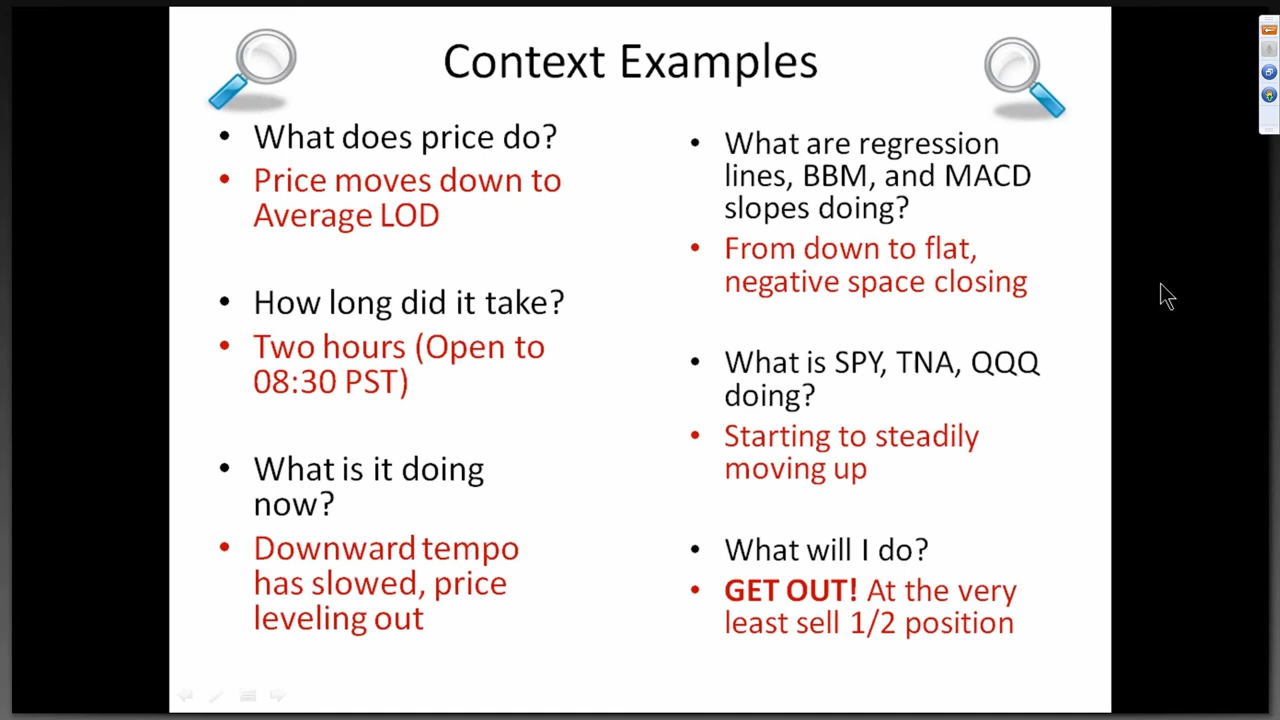 Context Examples
• What does price do?
• Price moves down to
Average LOD
• How long did it take?
• Two hours (Open to
08:30 PST)
• What is it doing
now?
• Downward tempo
has slowed, price
leveling out
• What are regression
lines, BBM, and MACD
slopes doing?
• From down to flat,
negative space closing
• What is SPY, TNA, QQQ
doing?
• Starting to steadily
moving up
• What will I do?
• GET OUT! At the very
least sell 1/2 position